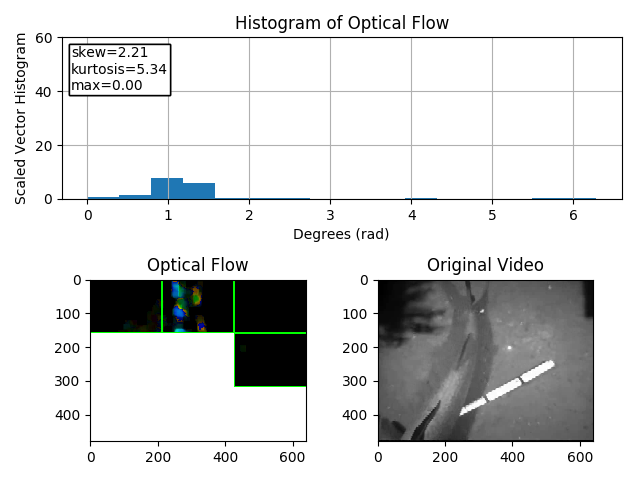 Histogram of Optical Flow
Scaled Vector Histogram
60
40
20
0
skew=2.21
kurtosis=5.34
max=0.00
0 1 2 3 4 5 6
Degrees (rad)
Optical Flow
0
100
200
300
400
0 200 400 600
Original Video
0
100
200
300
400
0 200 400 600